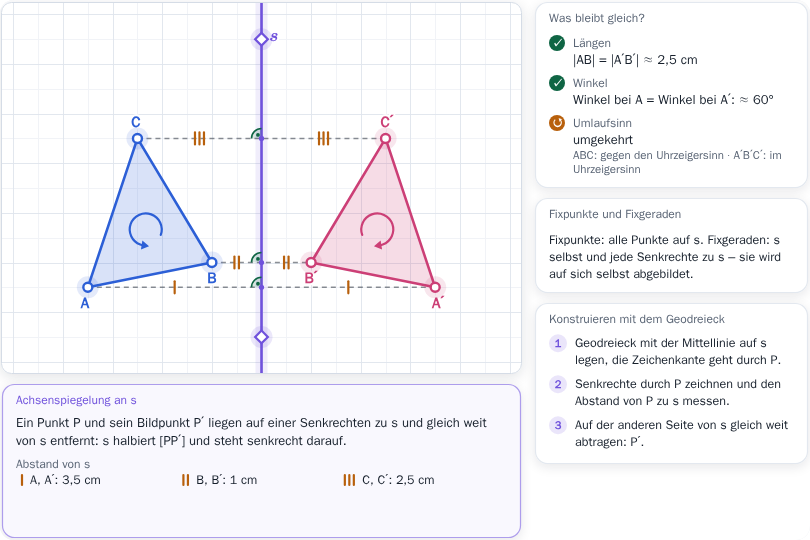 s
C
C´
B
B´
A
A´
Achsenspiegelung an s
Ein Punkt P und sein Bildpunkt P´ liegen auf einer Senkrechten zu s und gleich weit
von s entfernt: s halbiert [PP´] und steht senkrecht darauf.
Abstand von s
A, A´: 3,5 cm
B, B´: 1 cm
C, C´: 2,5 cm
Was bleibt gleich?
Längen
|AB| = |A´B´| ≈ 2,5 cm
Winkel
Winkel bei A = Winkel bei A´: ≈ 60°
Umlaufsinn
umgekehrt
ABC: gegen den Uhrzeigersinn · A´B´C´: im
Uhrzeigersinn
Fixpunkte und Fixgeraden
Fixpunkte: alle Punkte auf s. Fixgeraden: s
selbst und jede Senkrechte zu s – sie wird
auf sich selbst abgebildet.
Konstruieren mit dem Geodreieck
1 Geodreieck mit der Mittellinie auf s
legen, die Zeichenkante geht durch P.
2 Senkrechte durch P zeichnen und den
Abstand von P zu s messen.
3 Auf der anderen Seite von s gleich weit
abtragen: P´.